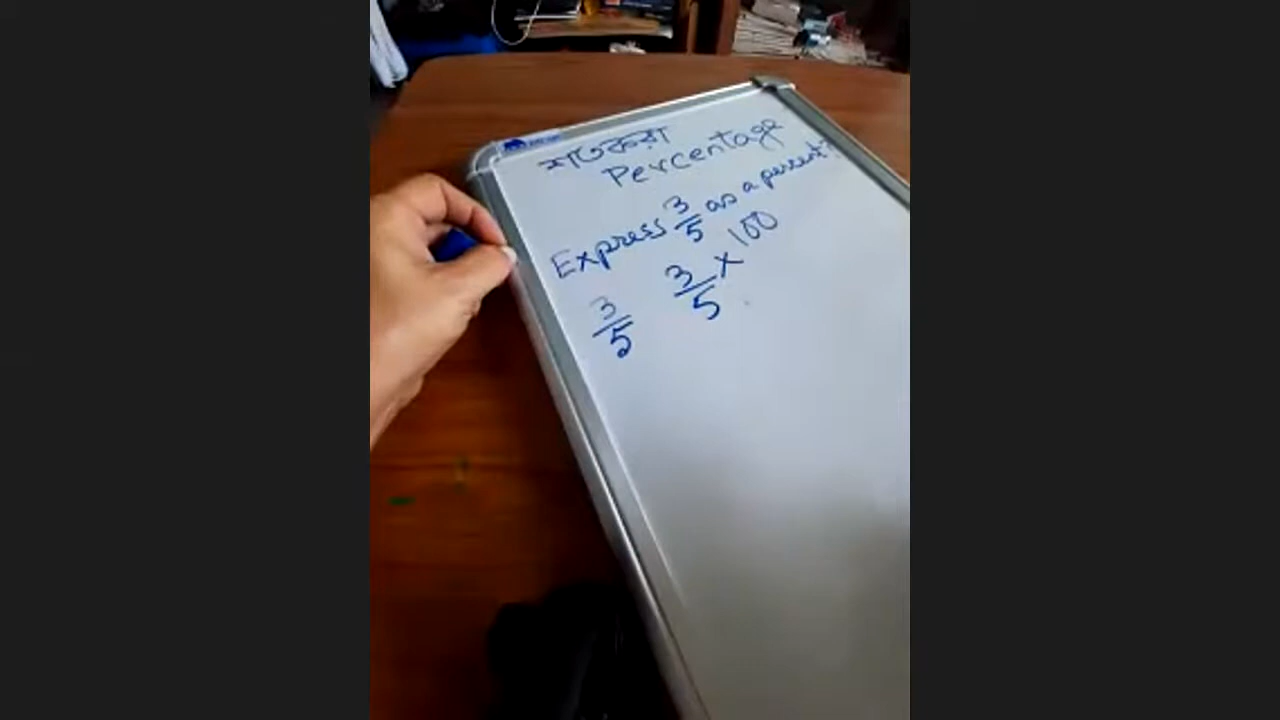 শতকরা
Percentage
Express 3/5 as a percent?
3/5 3/5 × 100